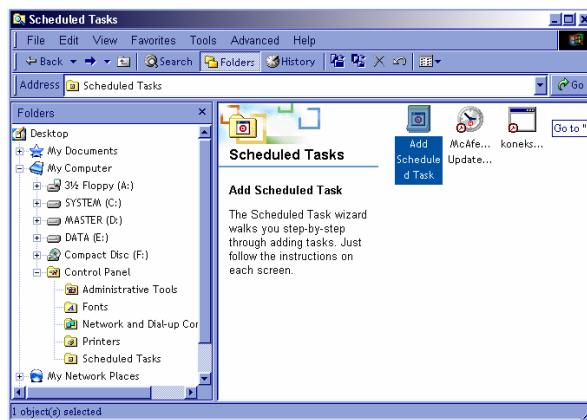 Scheduled Tasks
File Edit View Favorites Tools Advanced Help
Back Search Folders History
Address Scheduled Tasks Go
Folders
Desktop
My Documents
My Computer
3½ Floppy (A:)
SYSTEM (C:)
MASTER (D:)
DATA (E:)
Compact Disc (F:)
Control Panel
Administrative Tools
Fonts
Network and Dial-up Cor
Printers
Scheduled Tasks
My Network Places
Scheduled Tasks
Add Scheduled Task
The Scheduled Task wizard
walks you step-by-step
through adding tasks. Just
follow the instructions on
each screen.
Add
Schedule
d Task
McAfe...
Update...
koneks...
Go to "
1 object(s) selected